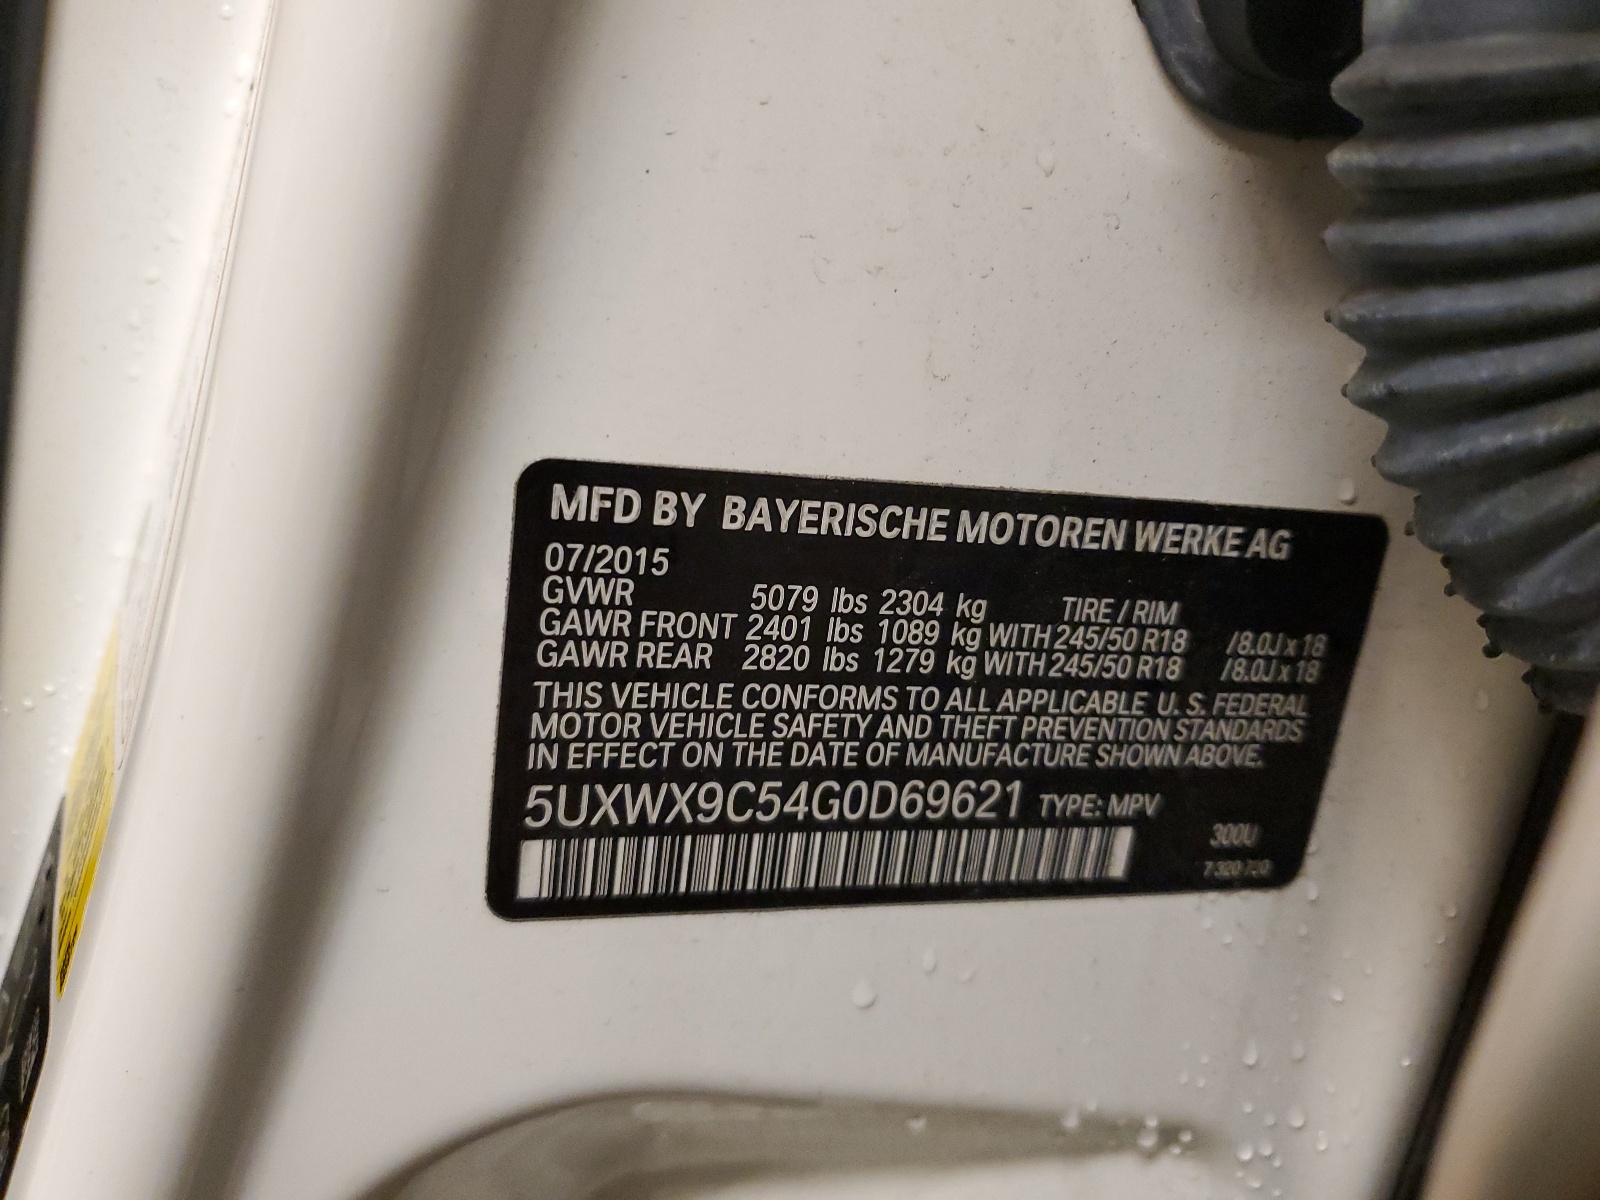 MFD BY BAYERISCHE MOTOREN WERKE AG
07/2015
GVWR 5079 lbs 2304 kg TIRE / RIM
GAWR FRONT 2401 lbs 1089 kg WITH 245/50 R18 /8.0J x 18
GAWR REAR 2820 lbs 1279 kg WITH 245/50 R18 /8.0J x 18
THIS VEHICLE CONFORMS TO ALL APPLICABLE U. S. FEDERAL
MOTOR VEHICLE SAFETY AND THEFT PREVENTION STANDARDS
IN EFFECT ON THE DATE OF MANUFACTURE SHOWN ABOVE.
5UXWX9C54G0D69621 TYPE: MPV
300U